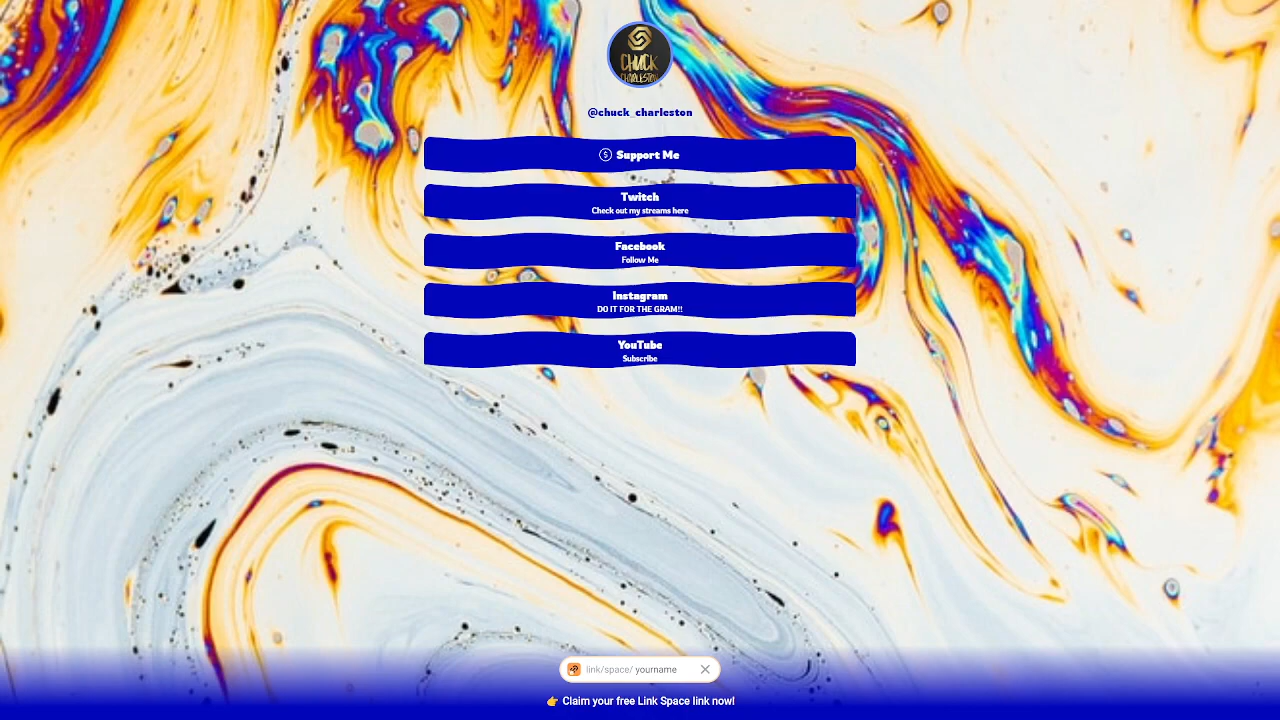 CHUCK
CHARLESTON
@chuck_charleston
Support Me
Twitch
Check out my streams here
Facebook
Follow Me
Instagram
DO IT FOR THE GRAM!!
YouTube
Subscribe
link/space/ yourname
👉 Claim your free Link Space link now!